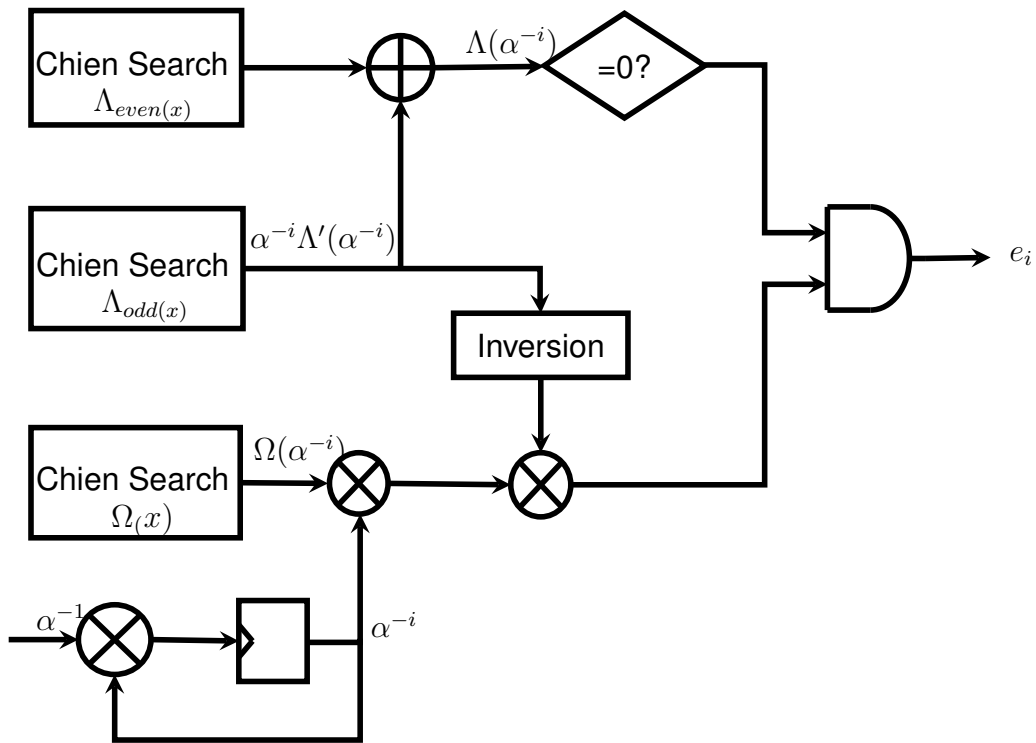 Chien Search
Λ_{even(x)}
Λ(α^{-i})
=0?
Chien Search
Λ_{odd(x)}
α^{-i}Λ'(α^{-i})
e_i
Inversion
Chien Search
Ω_(x)
Ω(α^{-i})
α^{-1}
α^{-i}